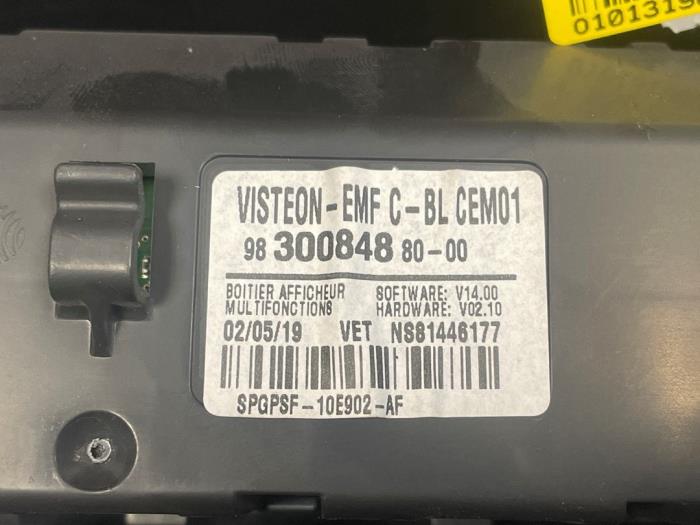 VISTEON-EMF C-BL CEM01
98 300848 80-00
BOITIER AFFICHEUR SOFTWARE: V14.00
MULTIFONCTIONS HARDWARE: V02.10
02/05/19 VET NS81446177
SPGPSF-10E902-AF